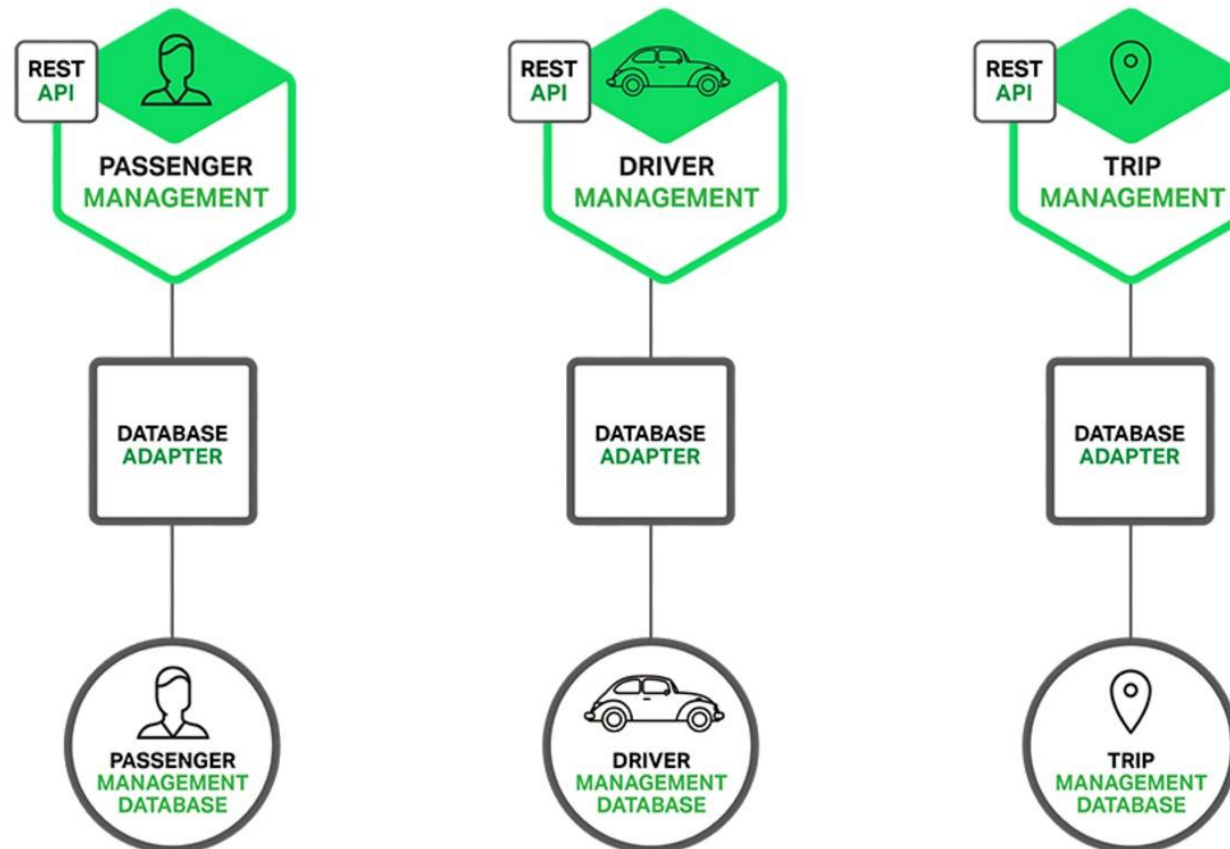 REST
API
PASSENGER
MANAGEMENT
REST
API
DRIVER
MANAGEMENT
REST
API
TRIP
MANAGEMENT
DATABASE
ADAPTER
DATABASE
ADAPTER
DATABASE
ADAPTER
PASSENGER
MANAGEMENT
DATABASE
DRIVER
MANAGEMENT
DATABASE
TRIP
MANAGEMENT
DATABASE